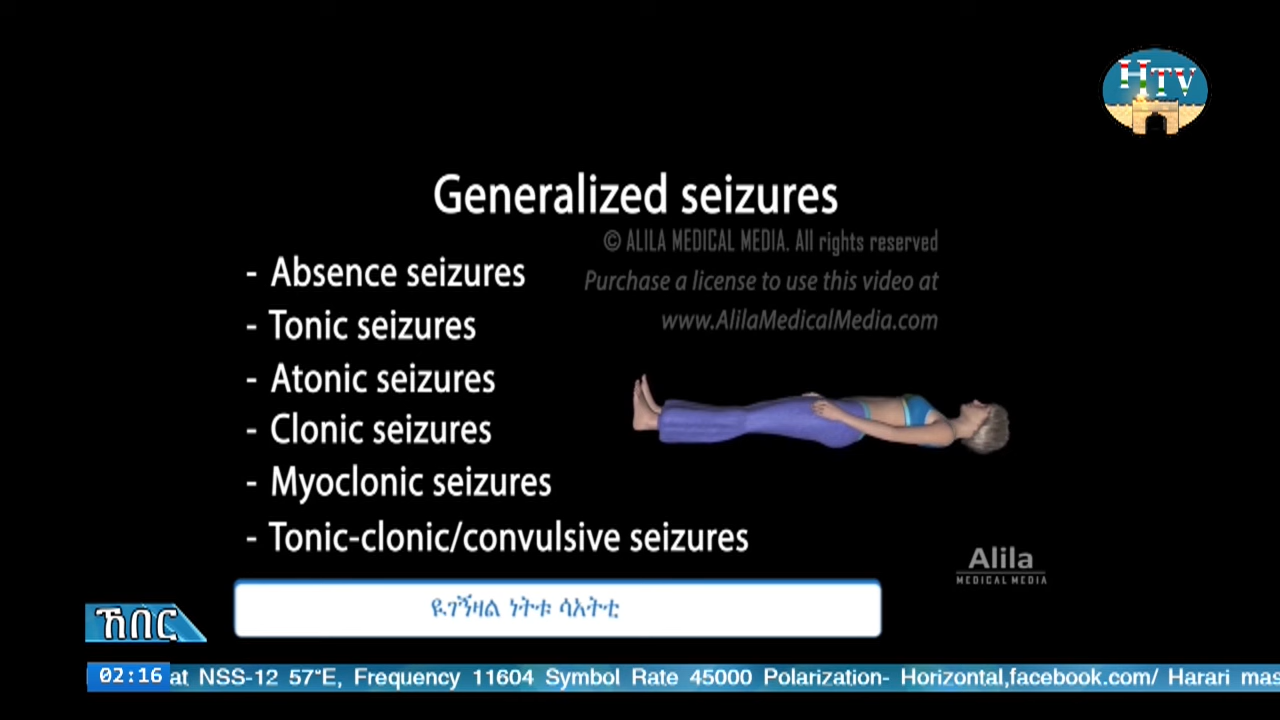 HTV
Generalized seizures
© ALILA MEDICAL MEDIA. All rights reserved
- Absence seizures
Purchase a license to use this video at
- Tonic seizures
www.AlilaMedicalMedia.com
- Atonic seizures
- Clonic seizures
- Myoclonic seizures
- Tonic-clonic/convulsive seizures
Alila
MEDICAL MEDIA
ዪገኝዛል ነትቱ ሳአትቲ
ኸበር
02:16 at NSS-12 57°E, Frequency 11604 Symbol Rate 45000 Polarization- Horizontal,facebook.com/ Harari mas